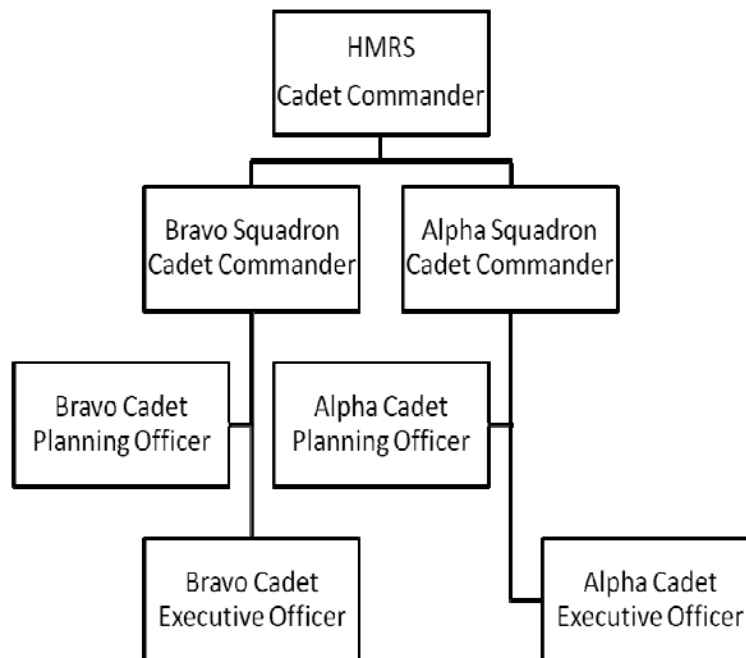 HMRS
Cadet Commander
Bravo Squadron
Cadet Commander
Alpha Squadron
Cadet Commander
Bravo Cadet
Planning Officer
Alpha Cadet
Planning Officer
Bravo Cadet
Executive Officer
Alpha Cadet
Executive Officer